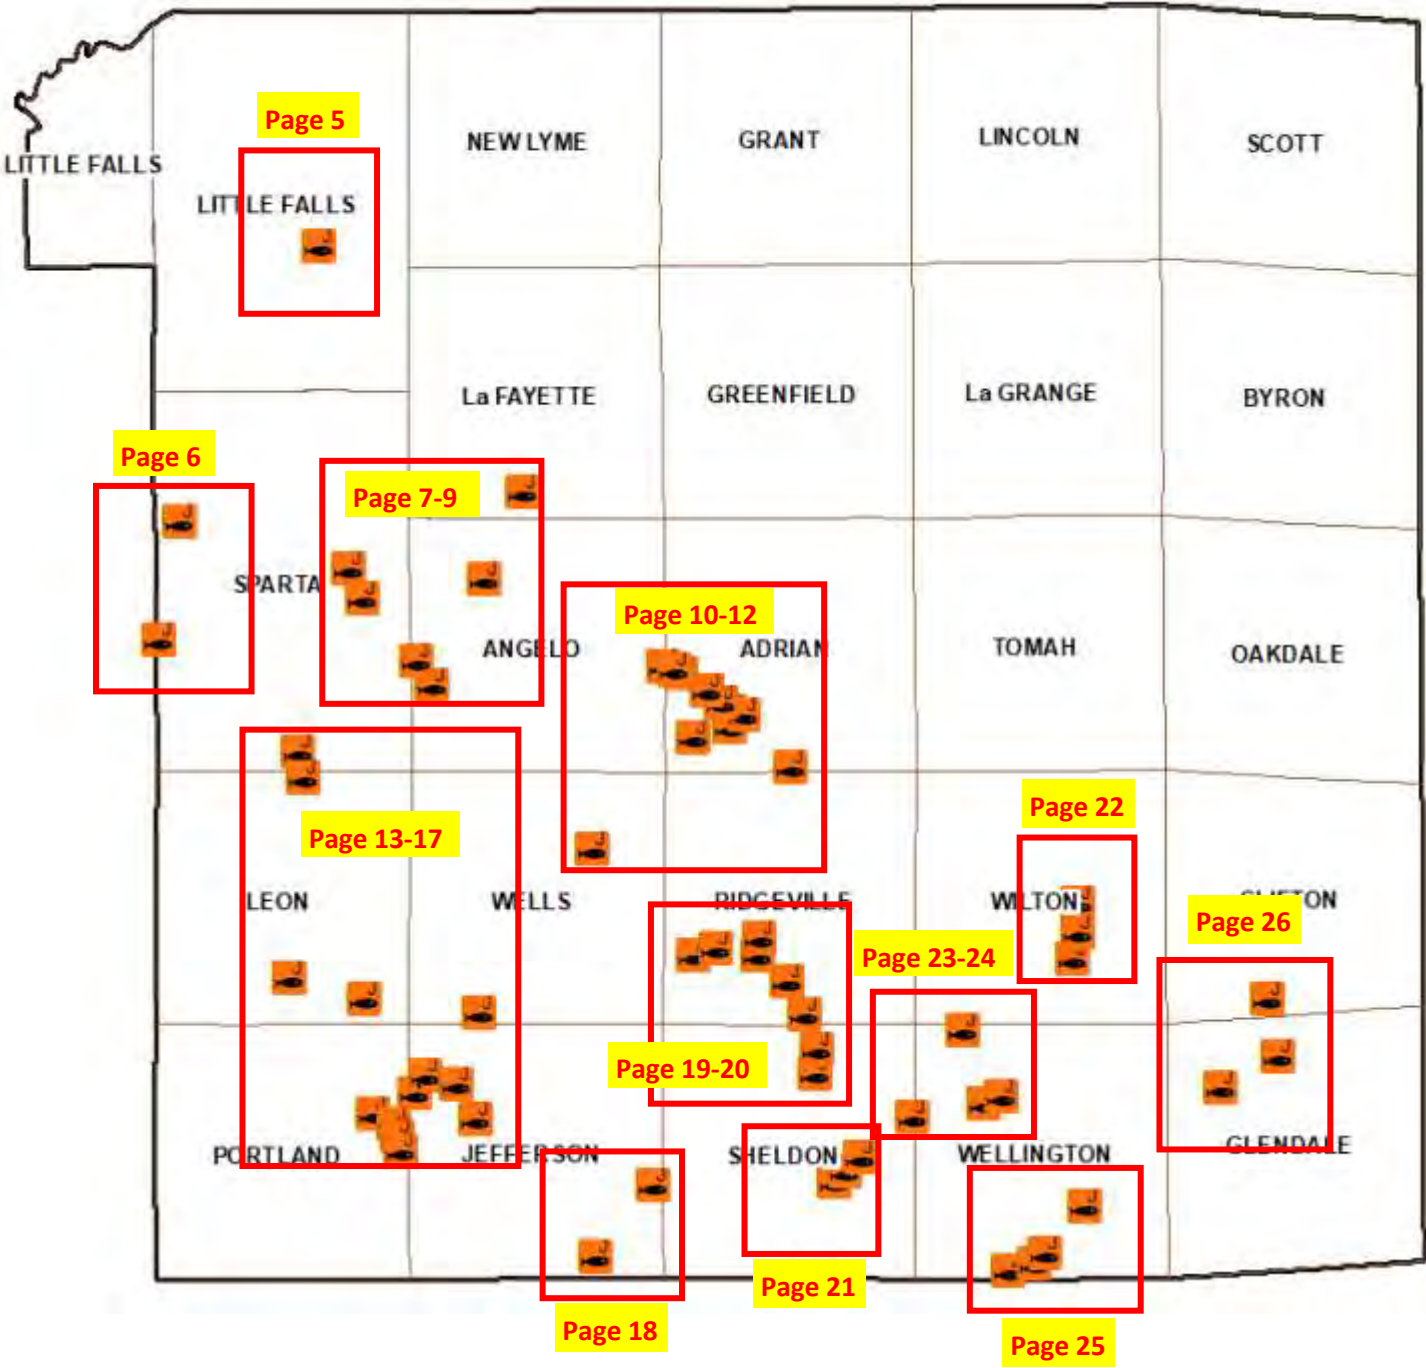 Page 5
NEW LYME
GRANT
LINCOLN
SCOTT
LITTLE FALLS
LITTLE FALLS
La FAYETTE
GREENFIELD
La GRANGE
BYRON
Page 6
Page 7-9
SPARTA
Page 10-12
ANGELO
ADRIAN
TOMAH
OAKDALE
Page 22
Page 13-17
LEON
WELLS
RIDGEVILLE
WILTON
Page 26
Page 23-24
Page 19-20
PORTLAND
JEFFERSON
SHELDON
WELLINGTON
GLENDALE
Page 21
Page 18
Page 25